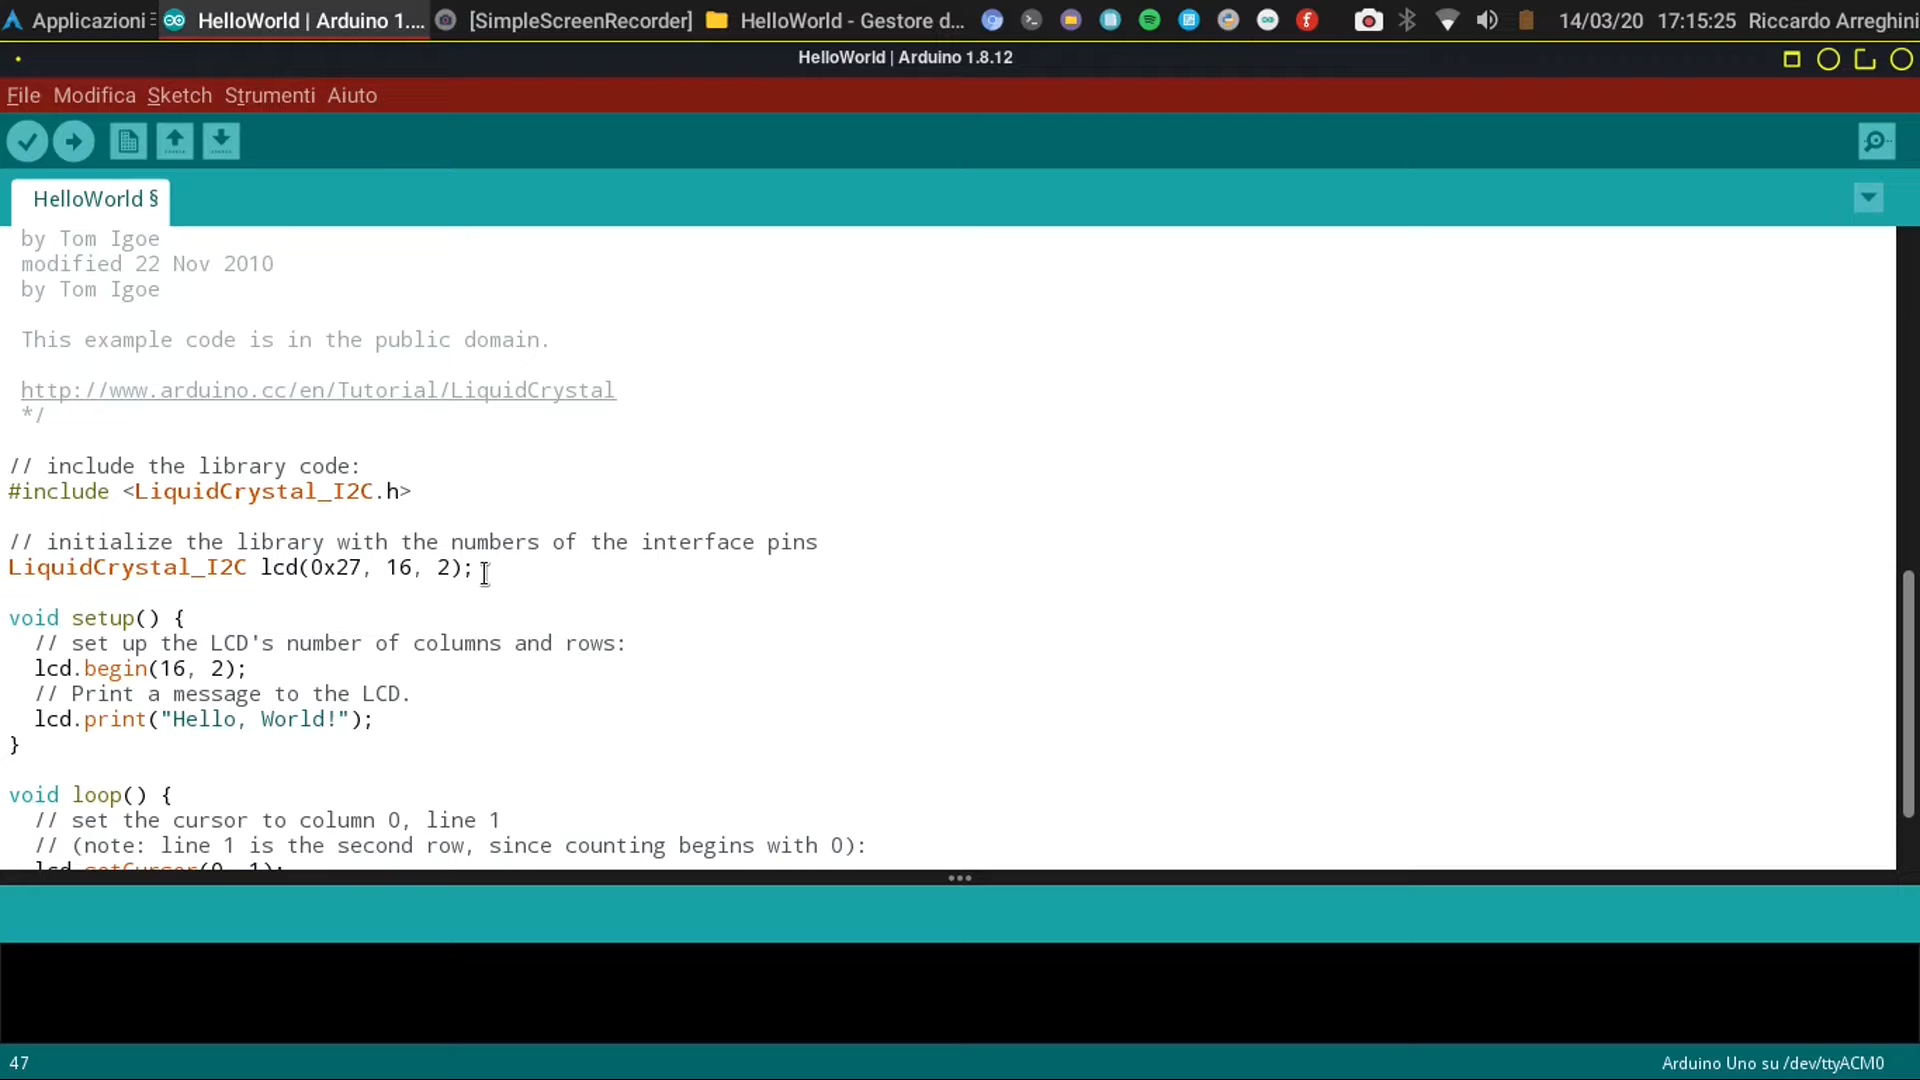 Applicazioni
HelloWorld | Arduino 1....
[SimpleScreenRecorder]
HelloWorld - Gestore d...
14/03/20 17:15:25 Riccardo Arreghini
HelloWorld | Arduino 1.8.12
File Modifica Sketch Strumenti Aiuto
HelloWorld §
by Tom Igoe
modified 22 Nov 2010
by Tom Igoe
This example code is in the public domain.
http://www.arduino.cc/en/Tutorial/LiquidCrystal
*/
// include the library code:
#include <LiquidCrystal_I2C.h>
// initialize the library with the numbers of the interface pins
LiquidCrystal_I2C lcd(0x27, 16, 2);
void setup() {
// set up the LCD's number of columns and rows:
lcd.begin(16, 2);
// Print a message to the LCD.
lcd.print("Hello, World!");
}
void loop() {
// set the cursor to column 0, line 1
// (note: line 1 is the second row, since counting begins with 0):
lcd.setCursor(0, 1);
47
Arduino Uno su /dev/ttyACM0